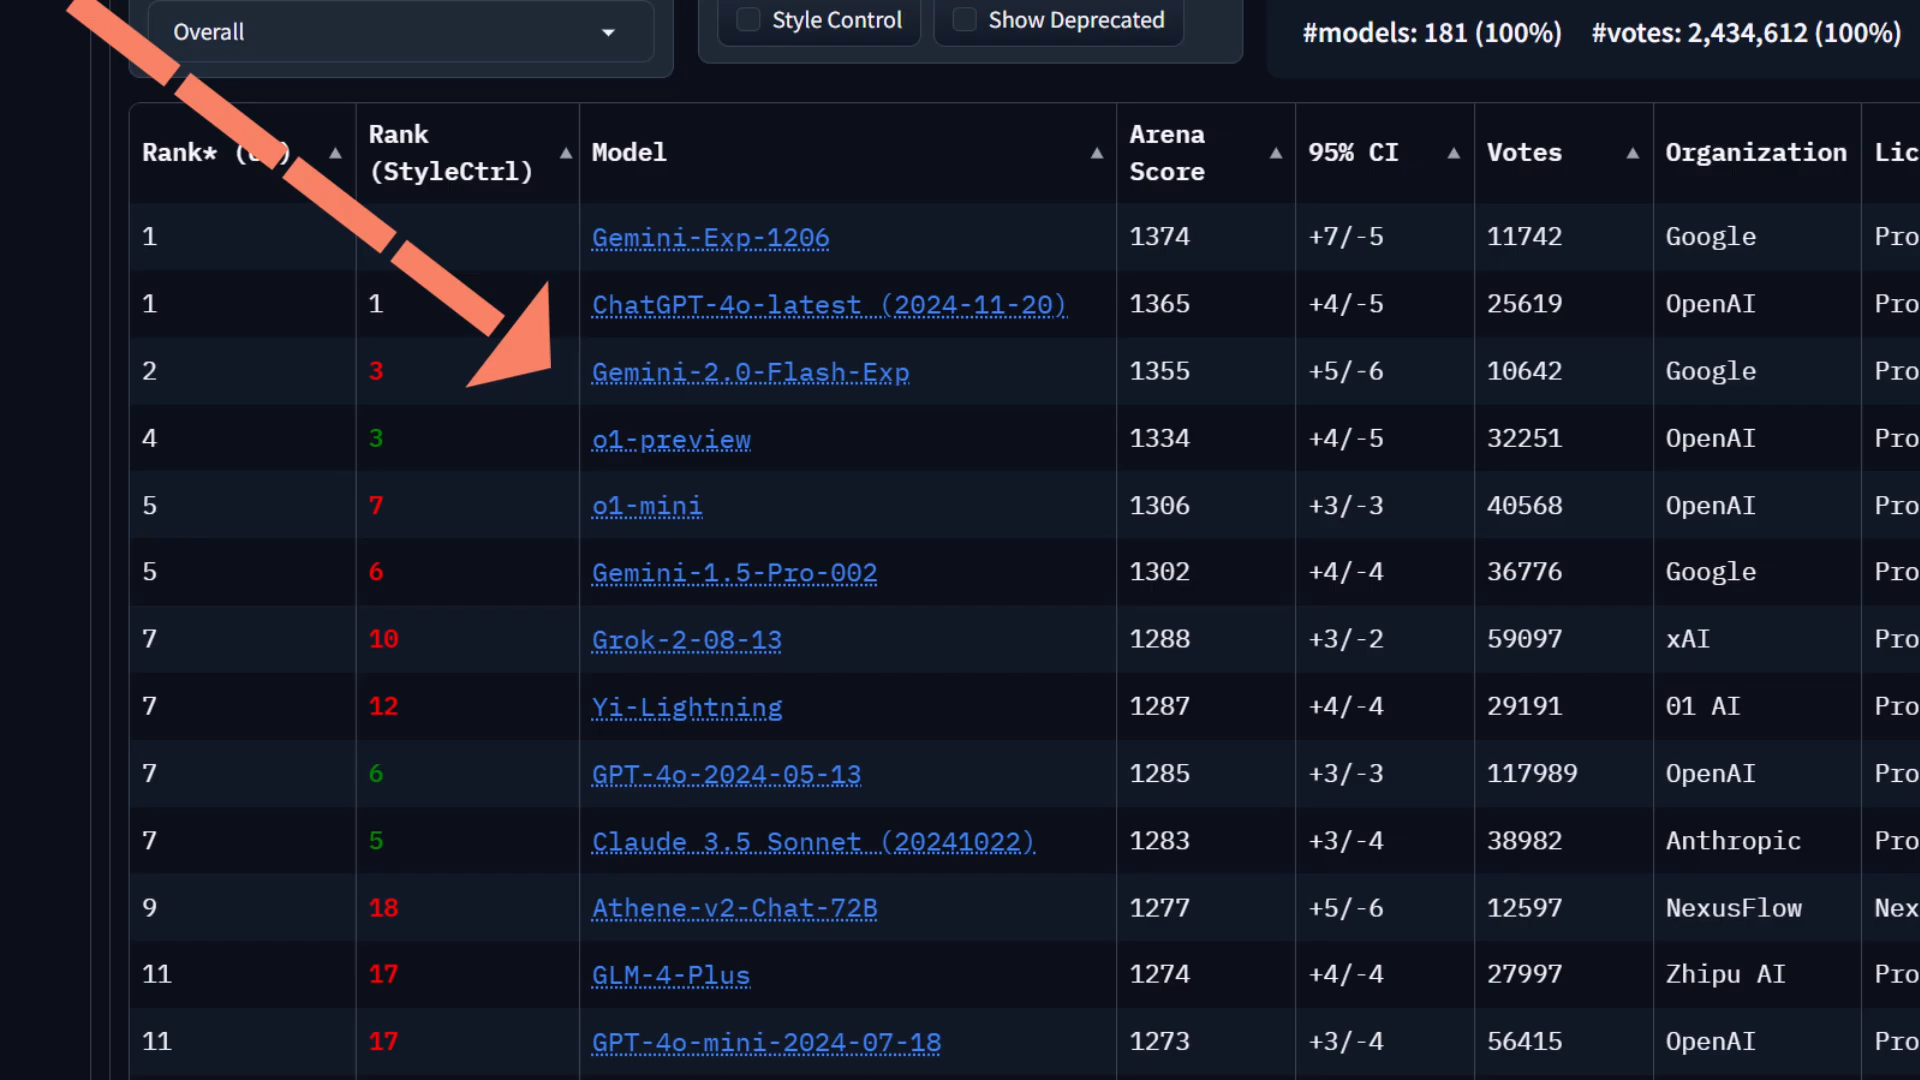 Overall
Style Control
Show Deprecated
#models: 181 (100%) #votes: 2,434,612 (100%)
Rank* Rank (StyleCtrl) Model Arena Score 95% CI Votes Organization Lic
1 Gemini-Exp-1206 1374 +7/-5 11742 Google Pro
1 1 ChatGPT-4o-latest (2024-11-20) 1365 +4/-5 25619 OpenAI Pro
2 3 Gemini-2.0-Flash-Exp 1355 +5/-6 10642 Google Pro
4 3 o1-preview 1334 +4/-5 32251 OpenAI Pro
5 7 o1-mini 1306 +3/-3 40568 OpenAI Pro
5 6 Gemini-1.5-Pro-002 1302 +4/-4 36776 Google Pro
7 10 Grok-2-08-13 1288 +3/-2 59097 xAI Pro
7 12 Yi-Lightning 1287 +4/-4 29191 01 AI Pro
7 6 GPT-4o-2024-05-13 1285 +3/-3 117989 OpenAI Pro
7 5 Claude 3.5 Sonnet (20241022) 1283 +3/-4 38982 Anthropic Pro
9 18 Athene-v2-Chat-72B 1277 +5/-6 12597 NexusFlow Nex
11 17 GLM-4-Plus 1274 +4/-4 27997 Zhipu AI Pro
11 17 GPT-4o-mini-2024-07-18 1273 +3/-4 56415 OpenAI Pro